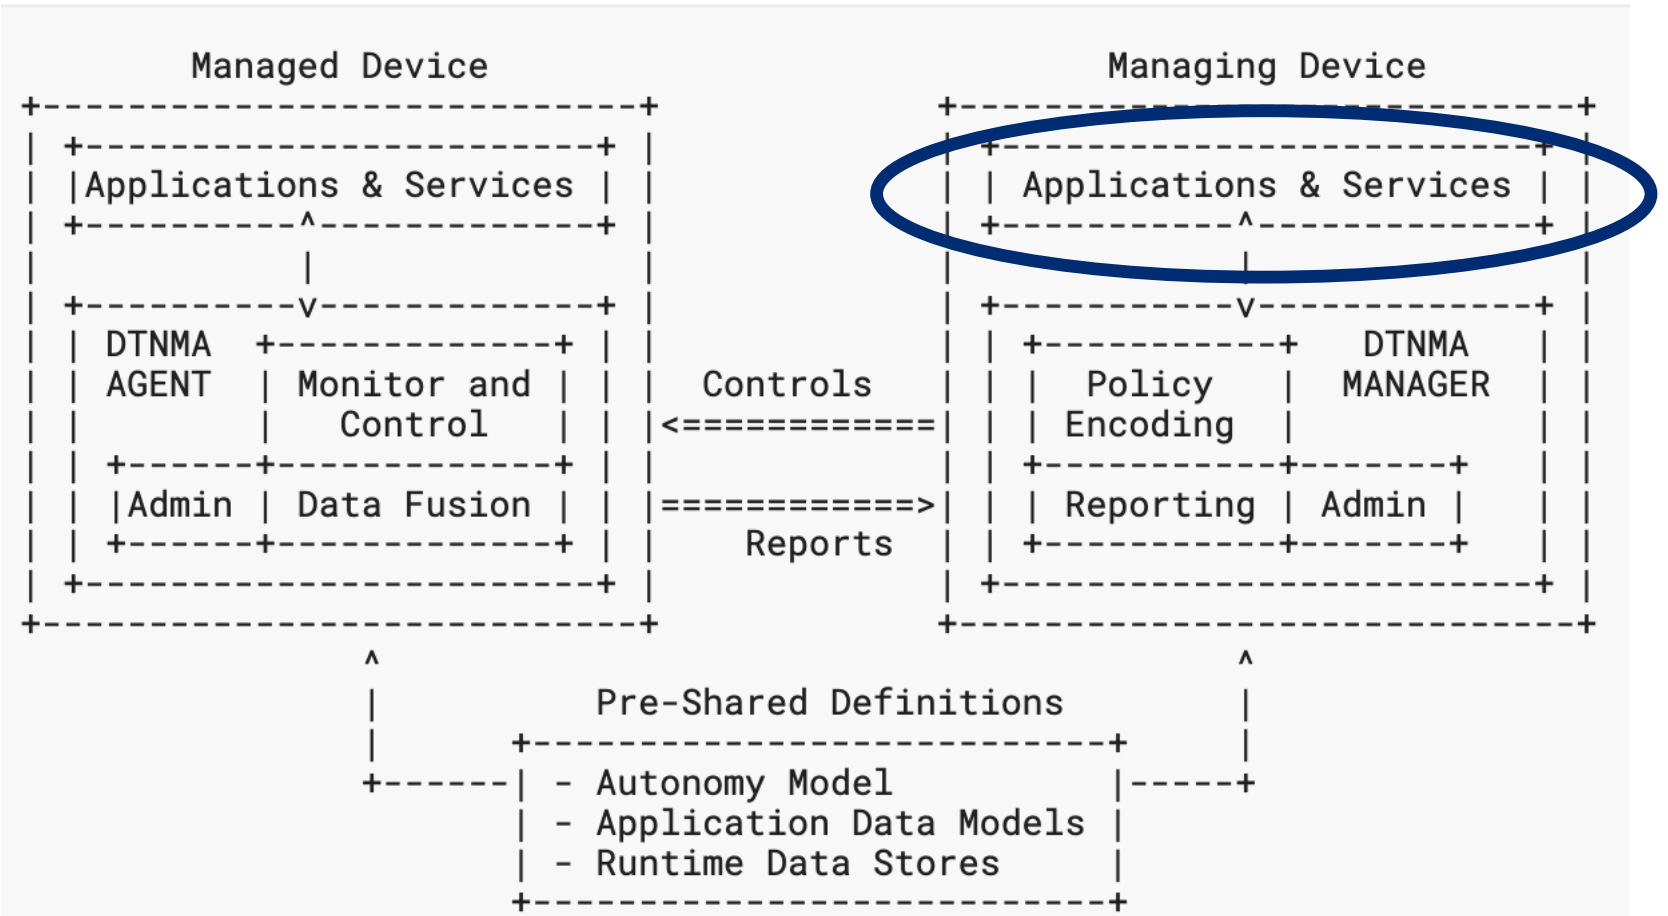 Managed Device
Managing Device
Applications & Services
Applications & Services
DTNMA
AGENT
Monitor and
Control
Admin
Data Fusion
Controls
<=============
=============>
Reports
Policy
Encoding
DTNMA
MANAGER
Reporting
Admin
Pre-Shared Definitions
- Autonomy Model
- Application Data Models
- Runtime Data Stores